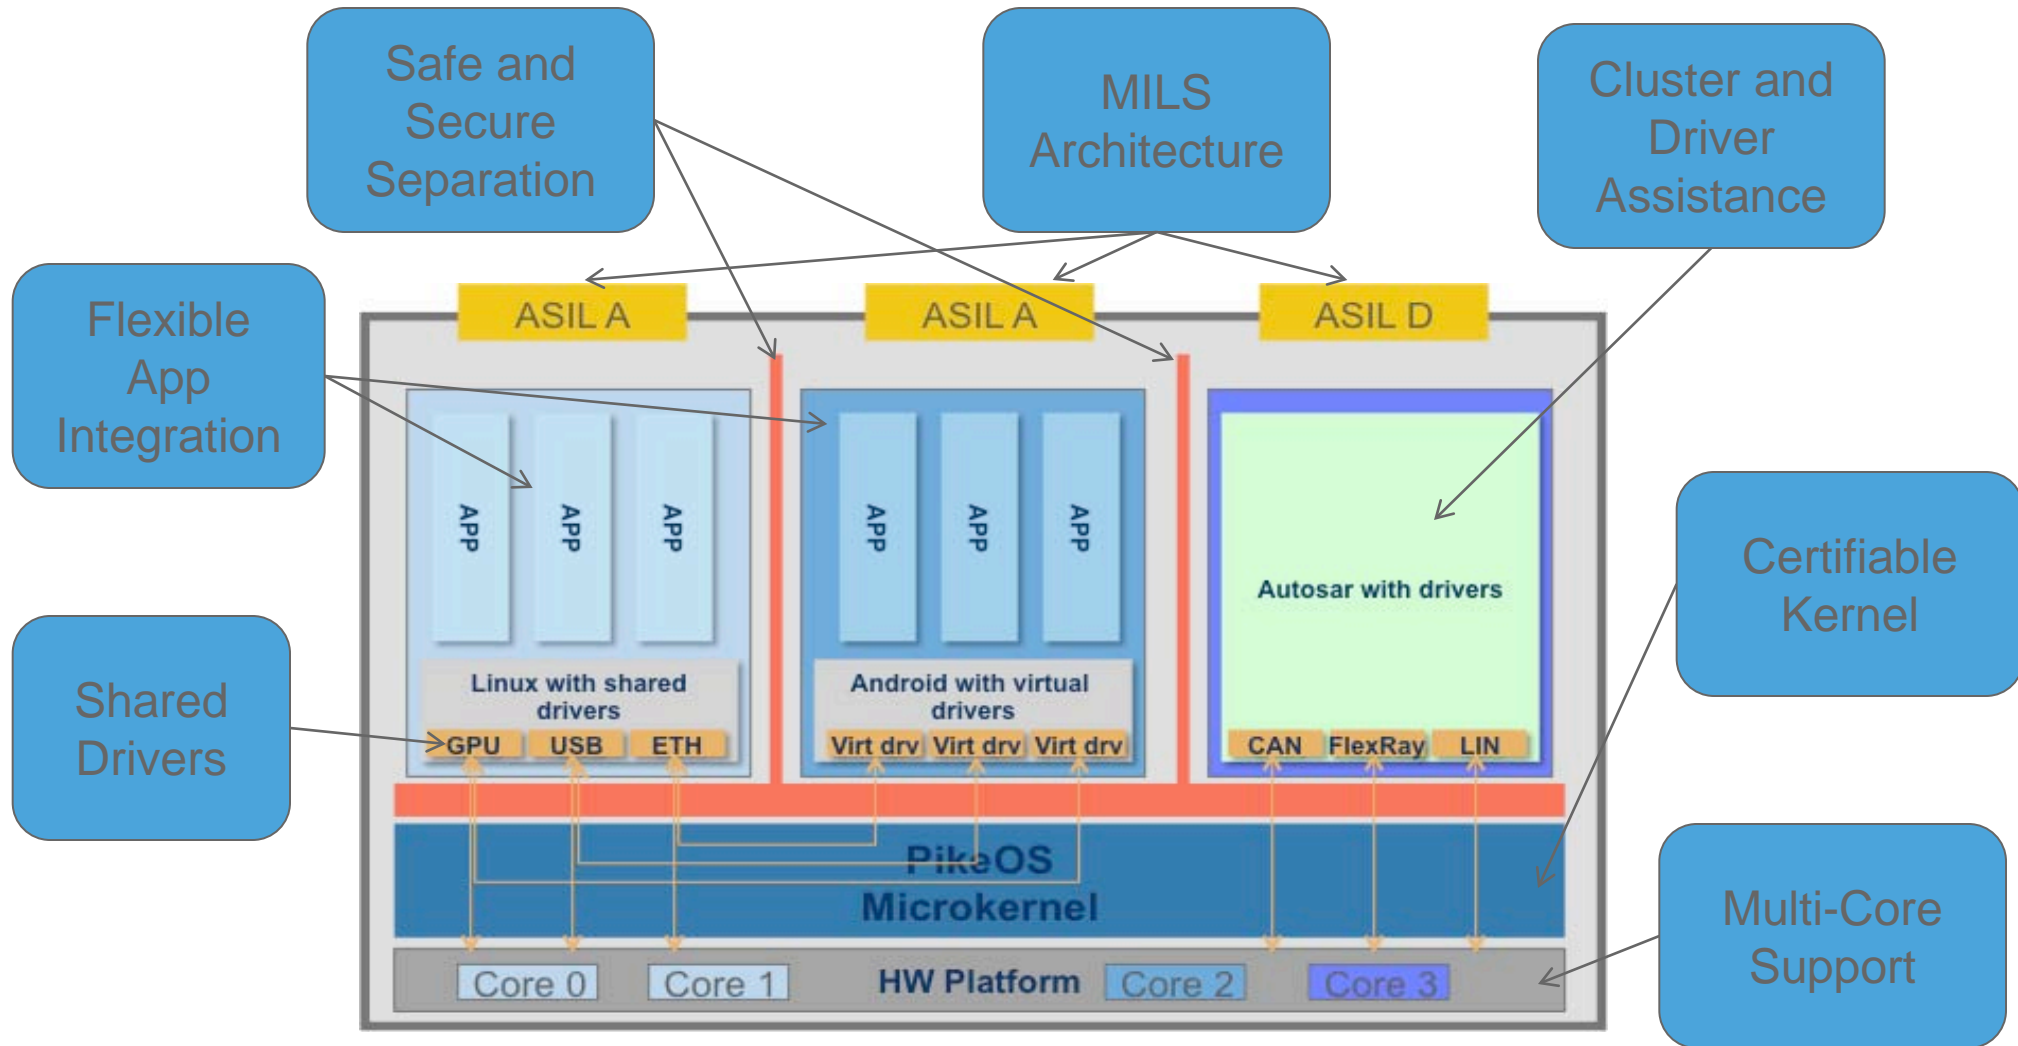 Safe and
Secure
Separation
MILS
Architecture
Cluster and
Driver
Assistance
Flexible
App
Integration
ASIL A
ASIL A
ASIL D
APP
APP
APP
APP
APP
APP
Autosar with drivers
Certifiable
Kernel
Shared
Drivers
Linux with shared
drivers
Android with virtual
drivers
GPU
USB
ETH
Virt drv
Virt drv
Virt drv
CAN
FlexRay
LIN
PikeOS
Microkernel
Multi-Core
Support
Core 0
Core 1
HW Platform
Core 2
Core 3